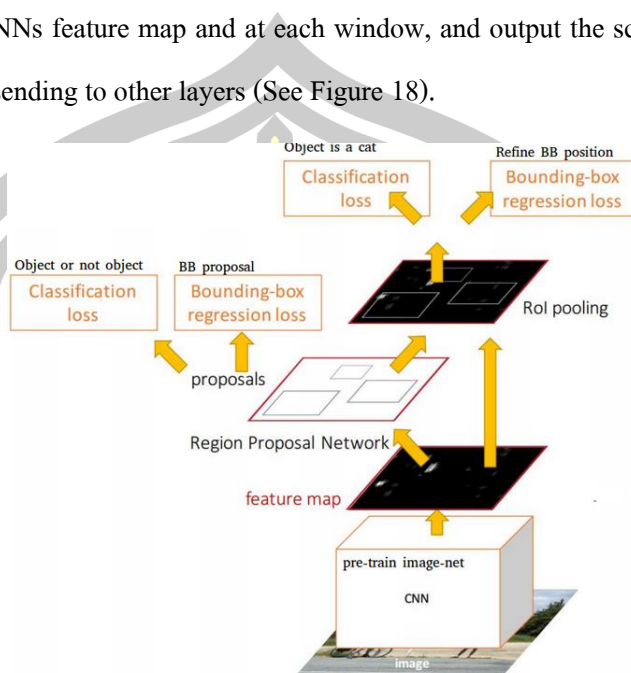 NNs feature map and at each window, and output the sc
ending to other layers (See Figure 18).
Object is a cat
Refine BB position
Classification
loss
Bounding-box
regression loss
Object or not object
BB proposal
Classification
loss
Bounding-box
regression loss
RoI pooling
proposals
Region Proposal Network
feature map
pre-train image-net
CNN
image